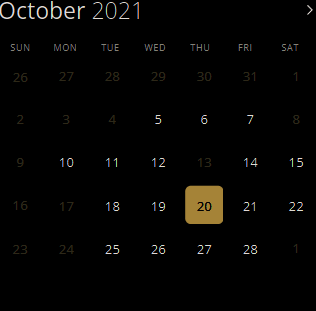 October 2021
SUN MON TUE WED THU FRI SAT
26 27 28 29 30 31 1
2 3 4 5 6 7 8
9 10 11 12 13 14 15
16 17 18 19 20 21 22
23 24 25 26 27 28 1